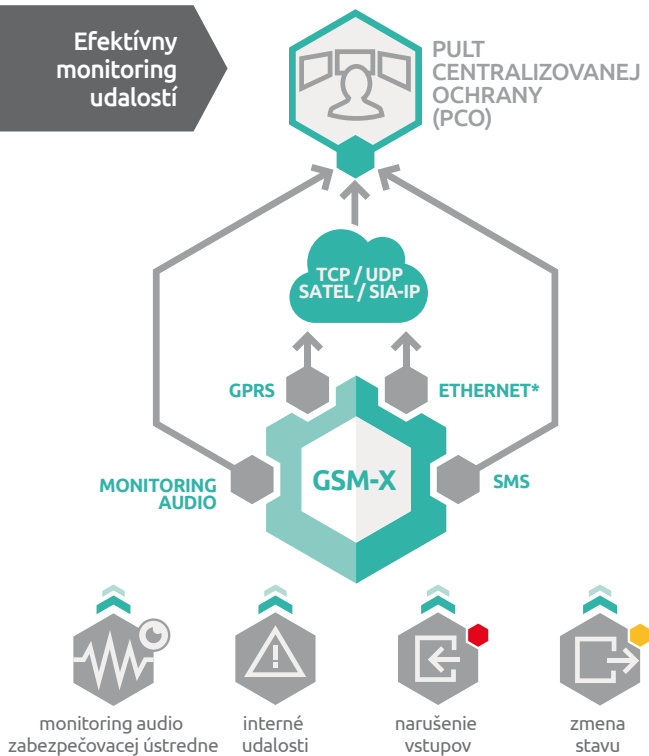 Efektívny
monitoring
udalostí
PULT
CENTRALIZOVANEJ
OCHRANY
(PCO)
TCP / UDP
SATEL / SIA-IP
GPRS
ETHERNET*
MONITORING
AUDIO
GSM-X
SMS
monitoring audio
zabezpečovacej ústredne
interné
udalosti
narušenie
vstupov
zmena
stavu